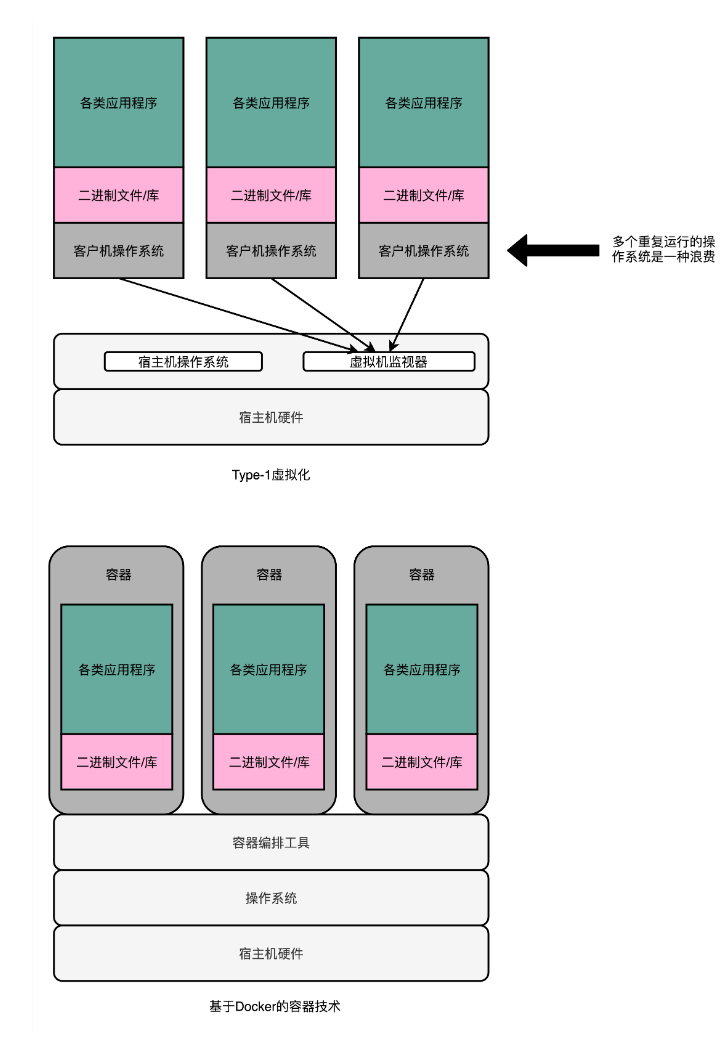 各类应用程序
各类应用程序
各类应用程序
二进制文件/库
二进制文件/库
二进制文件/库
客户机操作系统
客户机操作系统
客户机操作系统
多个重复运行的操
作系统是一种浪费
宿主机操作系统
虚拟机监视器
宿主机硬件
Type-1虚拟化
容器
容器
容器
各类应用程序
各类应用程序
各类应用程序
二进制文件/库
二进制文件/库
二进制文件/库
容器编排工具
操作系统
宿主机硬件
基于Docker的容器技术